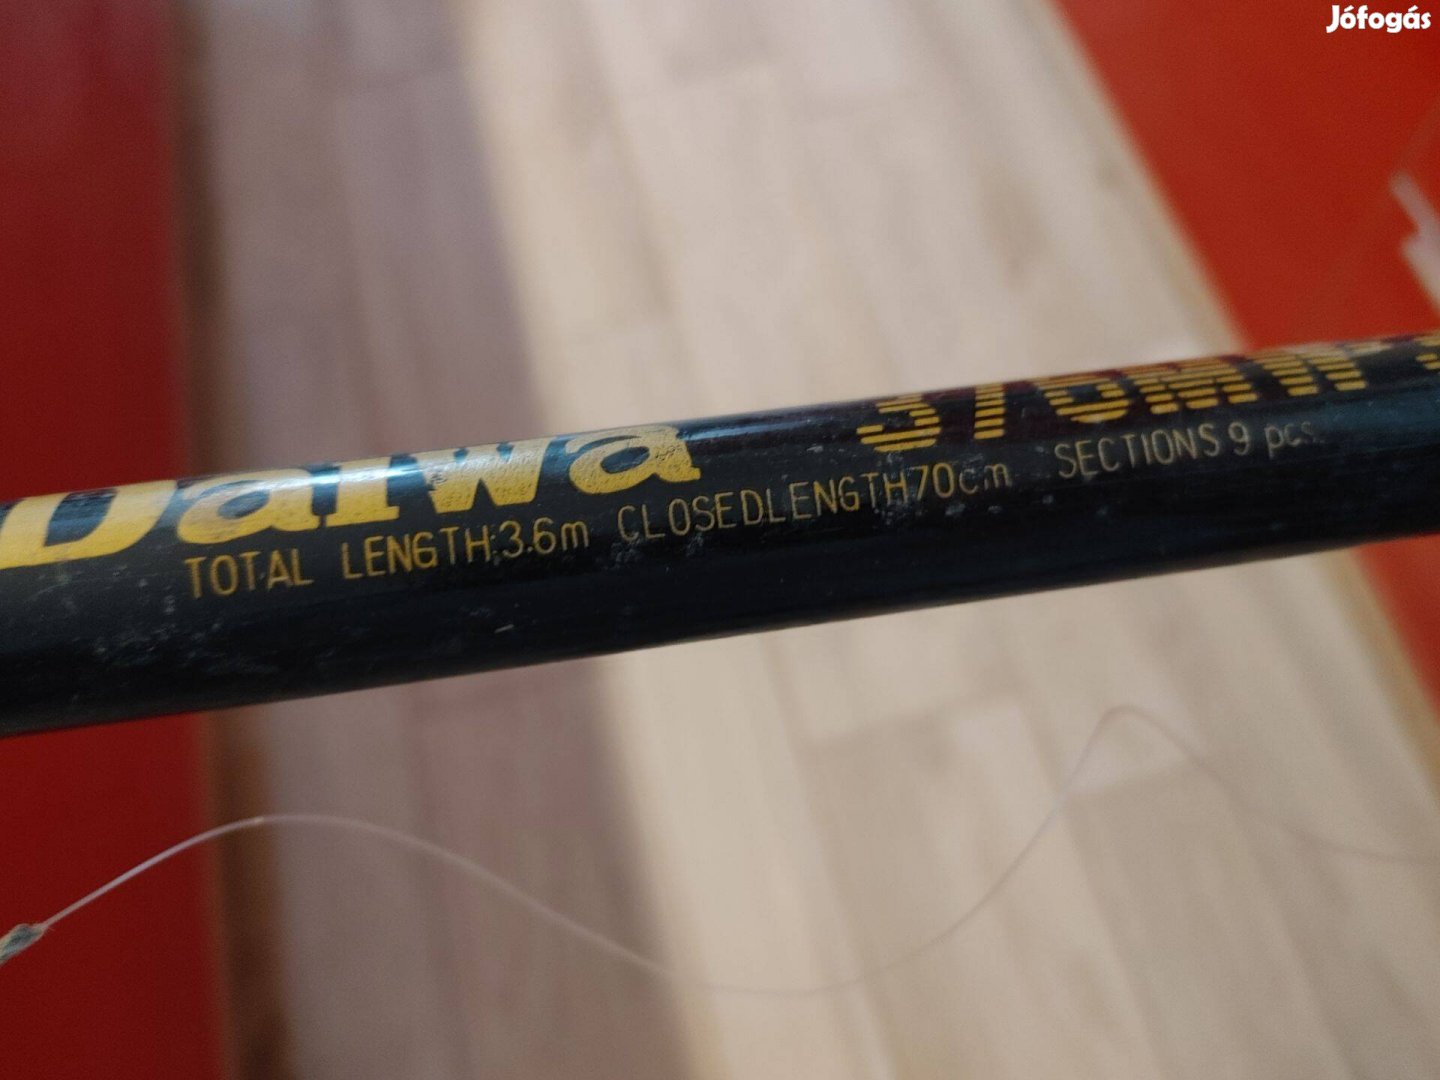 Jófogás
Daiwa
TOTAL LENGTH:3.6m CLOSEDLENGTH70cm SECTIONS 9 pcs.